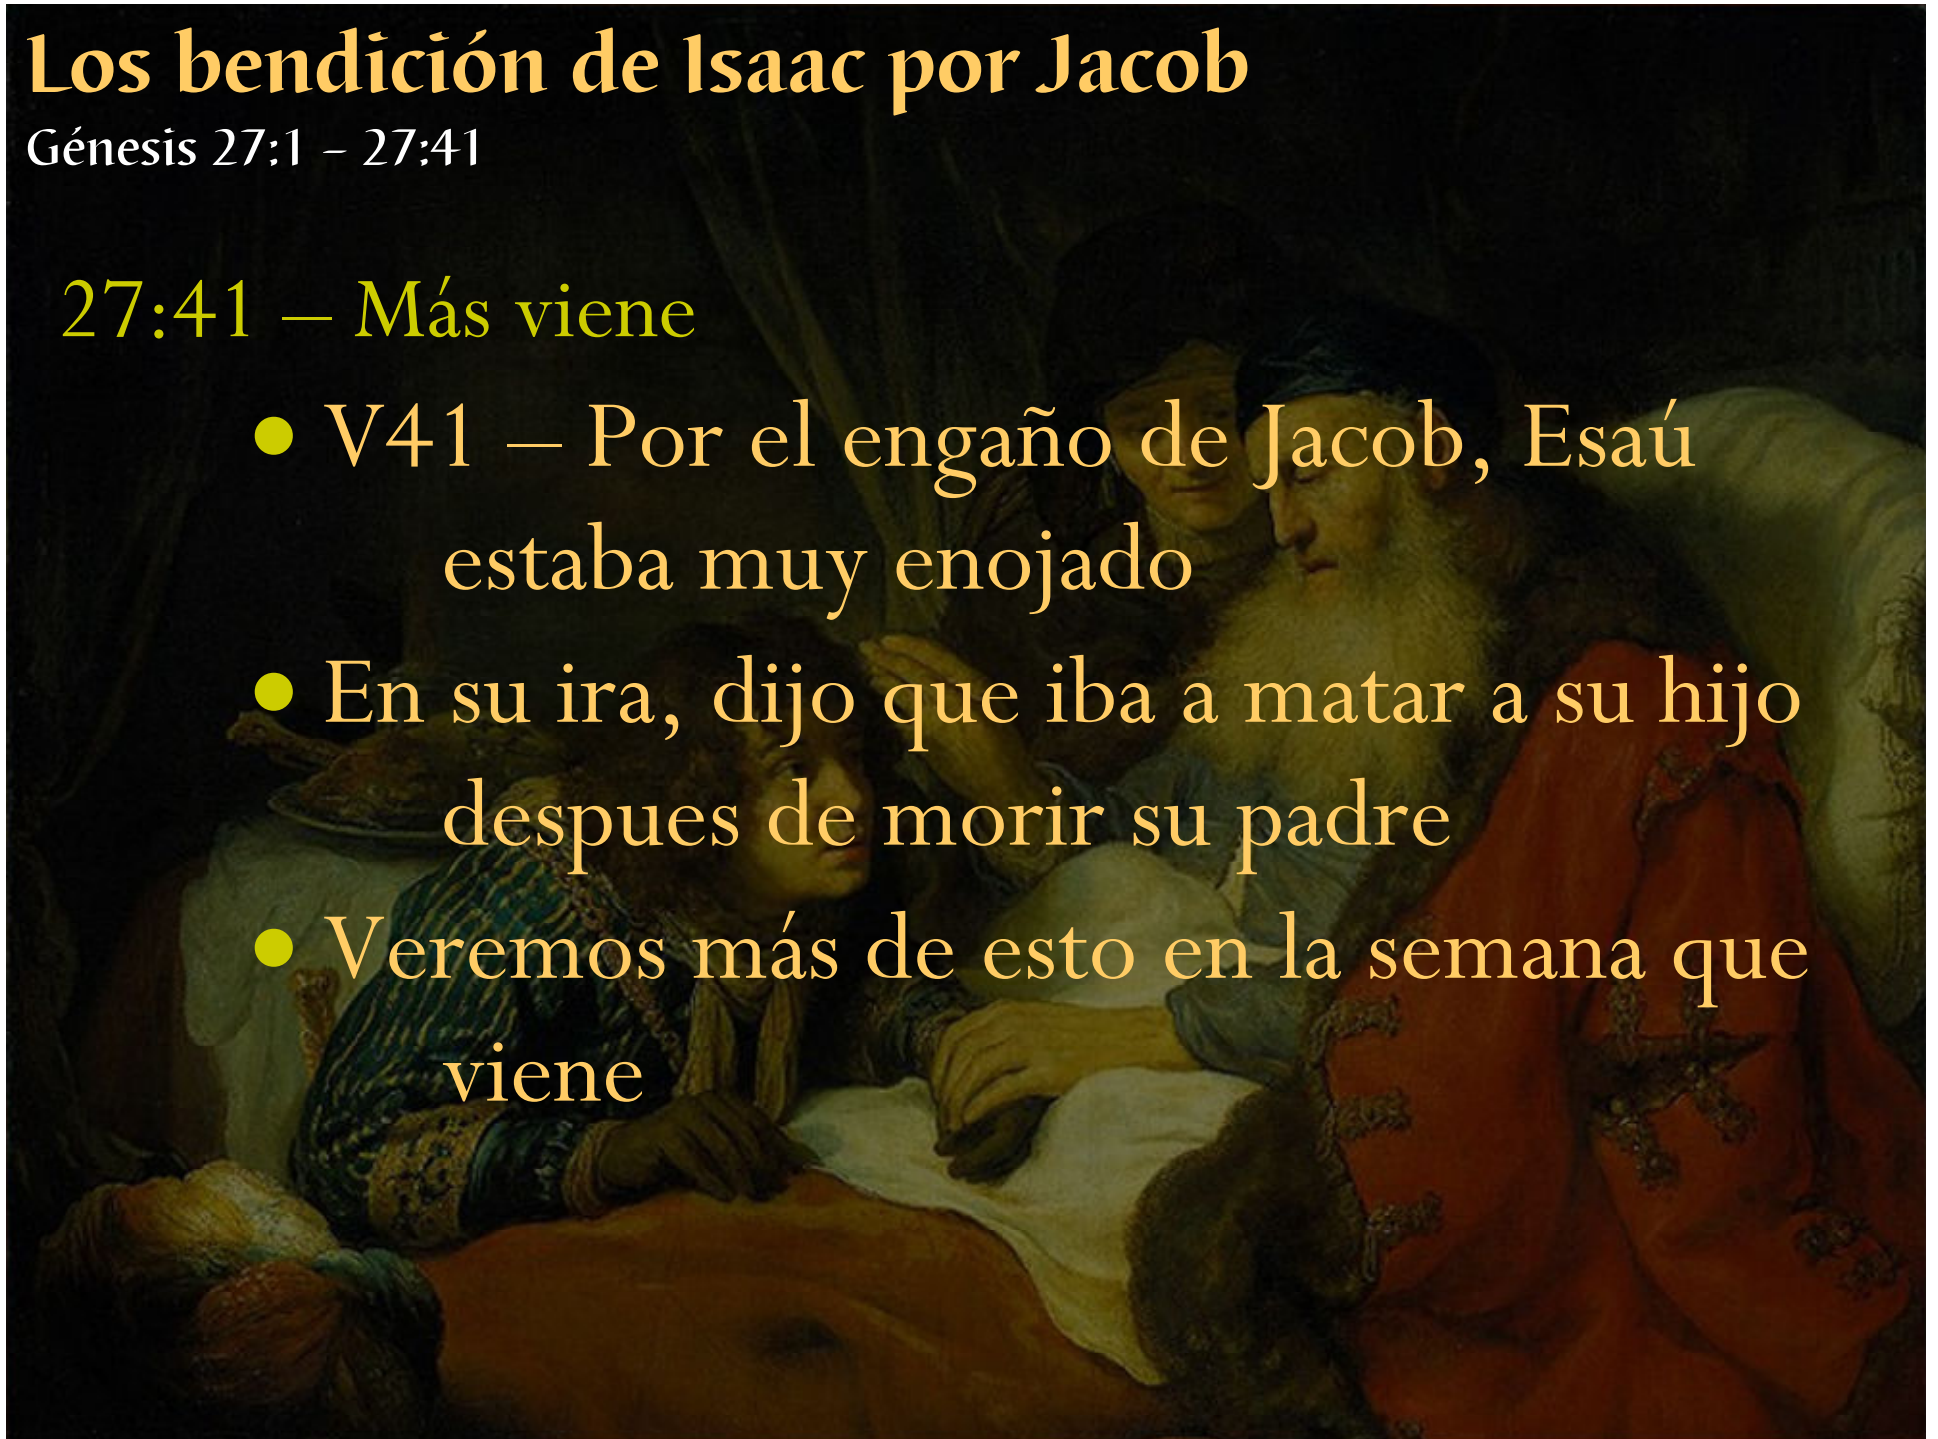 Los bendición de Isaac por Jacob
Génesis 27:1 – 27:41
27:41 – Más viene
● V41 – Por el engaño de Jacob, Esaú
estaba muy enojado
● En su ira, dijo que iba a matar a su hijo
despues de morir su padre
● Veremos más de esto en la semana que
viene